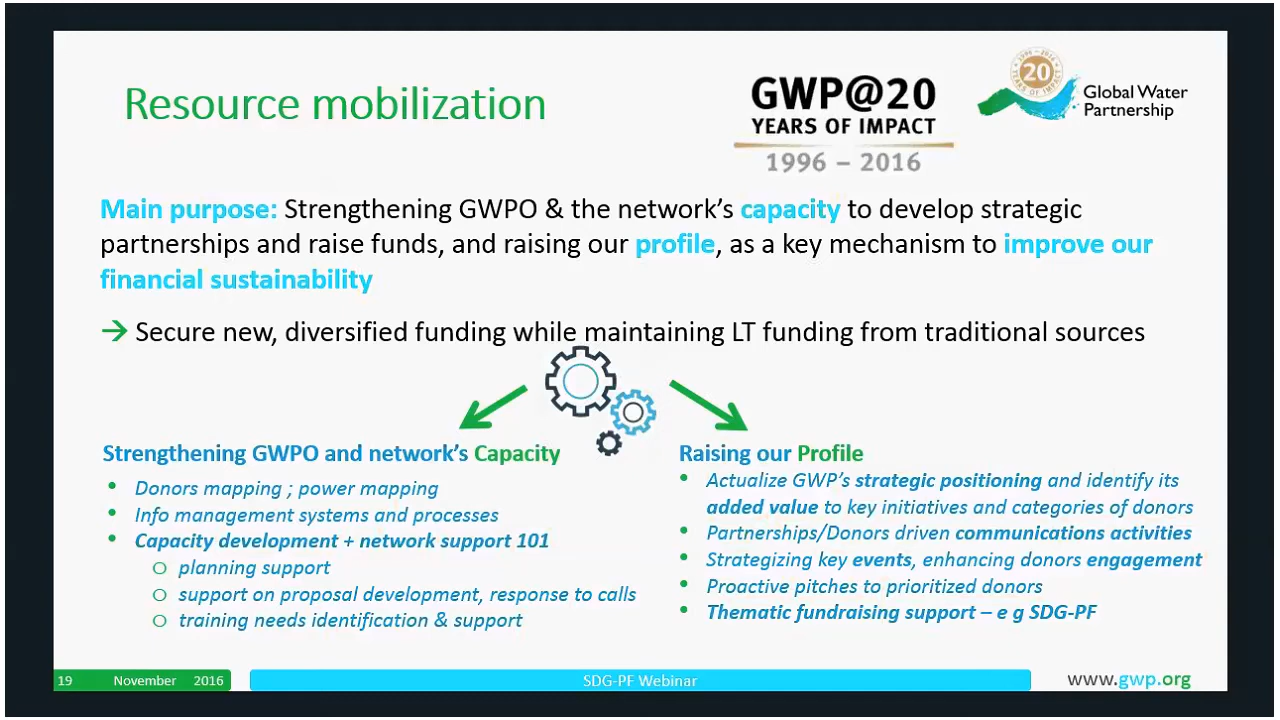 Resource mobilization
GWP@20
YEARS OF IMPACT
1996 – 2016
1996 - 2016
20
YEARS OF IMPACT
Global Water
Partnership
Main purpose: Strengthening GWPO & the network's capacity to develop strategic
partnerships and raise funds, and raising our profile, as a key mechanism to improve our
financial sustainability
→ Secure new, diversified funding while maintaining LT funding from traditional sources
Strengthening GWPO and network's Capacity
• Donors mapping ; power mapping
• Info management systems and processes
• Capacity development + network support 101
o planning support
o support on proposal development, response to calls
o training needs identification & support
Raising our Profile
• Actualize GWP's strategic positioning and identify its
added value to key initiatives and categories of donors
• Partnerships/Donors driven communications activities
• Strategizing key events, enhancing donors engagement
• Proactive pitches to prioritized donors
• Thematic fundraising support – e g SDG-PF
19 November 2016
SDG-PF Webinar
www.gwp.org